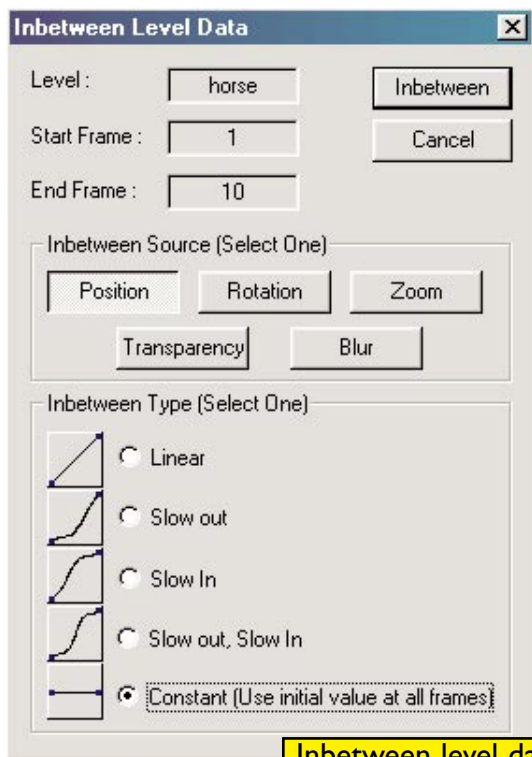 Inbetween Level Data
Level : horse Inbetween
Start Frame : 1 Cancel
End Frame : 10
Inbetween Source (Select One)
Position Rotation Zoom
Transparency Blur
Inbetween Type (Select One)
Linear
Slow out
Slow In
Slow out, Slow In
Constant (Use initial value at all frames)
Inbetween level